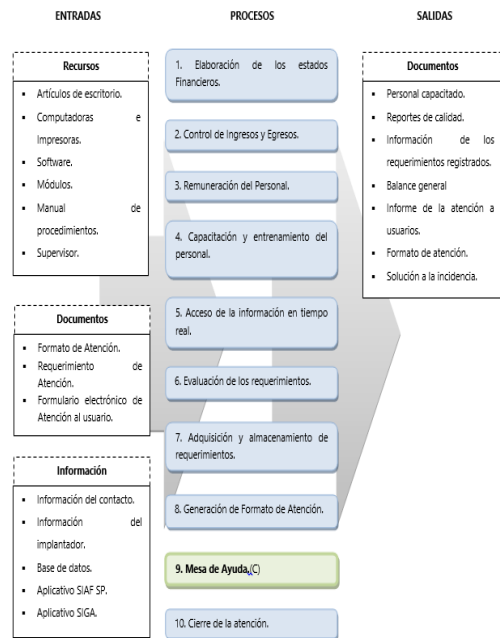 ENTRADAS
PROCESOS
SALIDAS
Recursos
▪ Artículos de escritorio.
▪ Computadoras e
Impresoras.
▪ Software.
▪ Módulos.
▪ Manual de
procedimientos.
▪ Supervisor.
Documentos
▪ Formato de Atención.
▪ Requerimiento de
Atención.
▪ Formulario electrónico de
Atención al usuario.
Información
▪ Información del contacto.
▪ Información del
implantador.
▪ Base de datos.
▪ Aplicativo SIAF SP.
▪ Aplicativo SIGA.
1. Elaboración de los estados
Financieros.
2. Control de Ingresos y Egresos.
3. Remuneración del Personal.
4. Capacitación y entrenamiento del
personal.
5. Acceso de la información en tiempo
real.
6. Evaluación de los requerimientos.
7. Adquisición y almacenamiento de
requerimientos.
8. Generación de Formato de Atención.
9. Mesa de Ayuda.(C)
10. Cierre de la atención.
Documentos
▪ Personal capacitado.
▪ Reportes de calidad.
▪ Información de los
requerimientos registrados.
▪ Balance general
▪ Informe de la atención a
usuarios.
▪ Formato de atención.
▪ Solución a la incidencia.